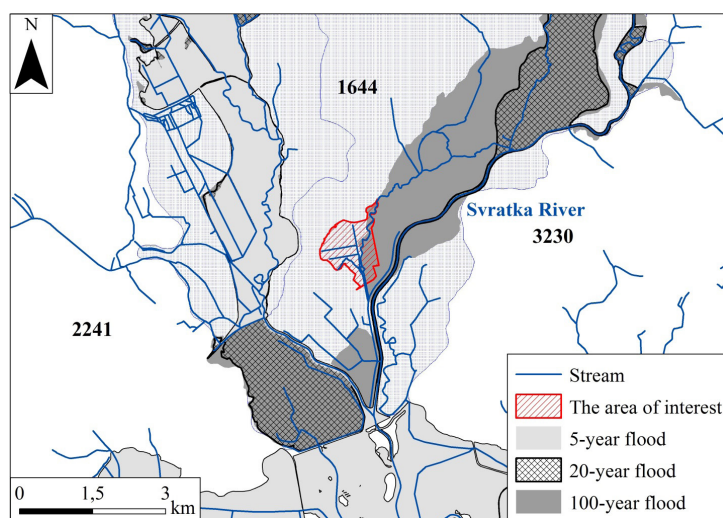 N
1644
Svratka River
3230
2241
Stream
The area of interest
5-year flood
20-year flood
100-year flood
0 1,5 3
km